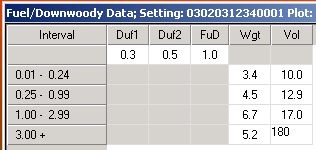 Fuel/Downwoody Data; Setting: 03020312340001 Plot:
Interval Duf1 Duf2 FuD Wgt Vol
0.3 0.5 1.0
0.01 - 0.24 3.4 10.0
0.25 - 0.99 4.5 12.9
1.00 - 2.99 6.7 17.0
3.00 + 5.2 180